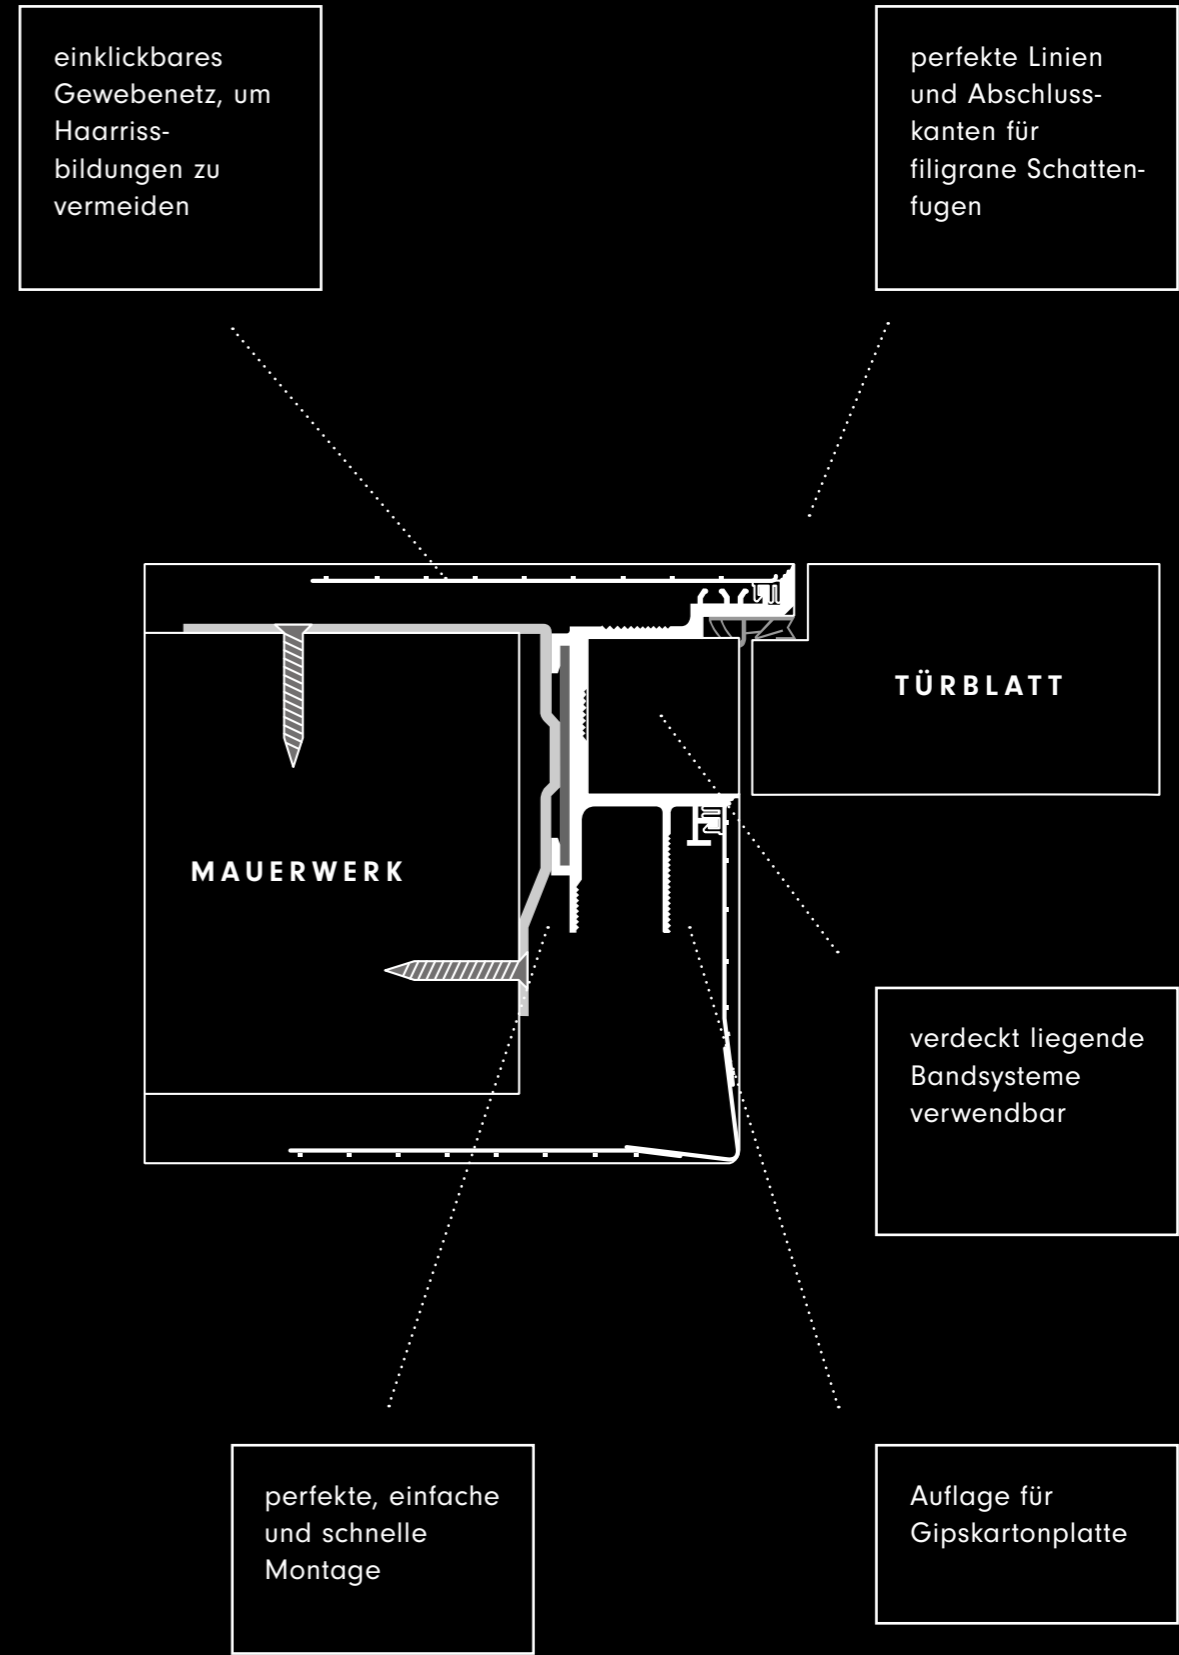 einklickbares
Gewebenetz, um
Haarriss-
bildungen zu
vermeiden
perfekte Linien
und Abschluss-
kanten für
filigrane Schatten-
fugen
TÜRBLATT
MAUERWERK
verdeckt liegende
Bandsysteme
verwendbar
perfekte, einfache
und schnelle
Montage
Auflage für
Gipskartonplatte